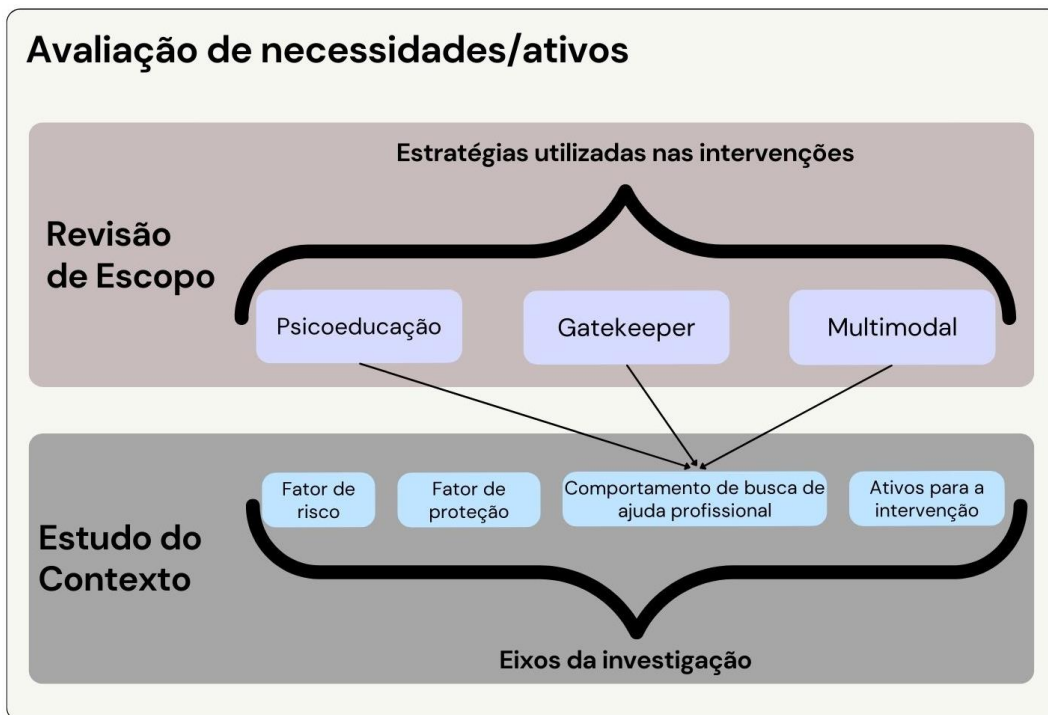 Avaliação de necessidades/ativos
Estratégias utilizadas nas intervenções
Revisão
de Escopo
Psicoeducação
Gatekeeper
Multimodal
Fator de
risco
Fator de
proteção
Comportamento de busca de
ajuda profissional
Ativos para a
intervenção
Estudo do
Contexto
Eixos da investigação